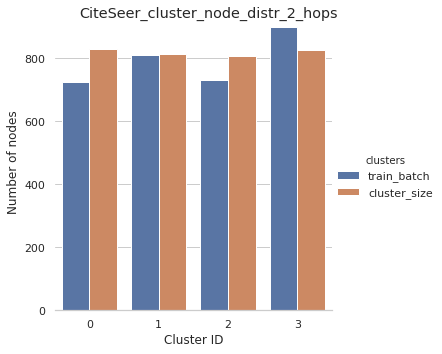 CiteSeer_cluster_node_distr_2_hops
800
600
400
200
0
Number of nodes
0 1 2 3
Cluster ID
clusters
train_batch
cluster_size